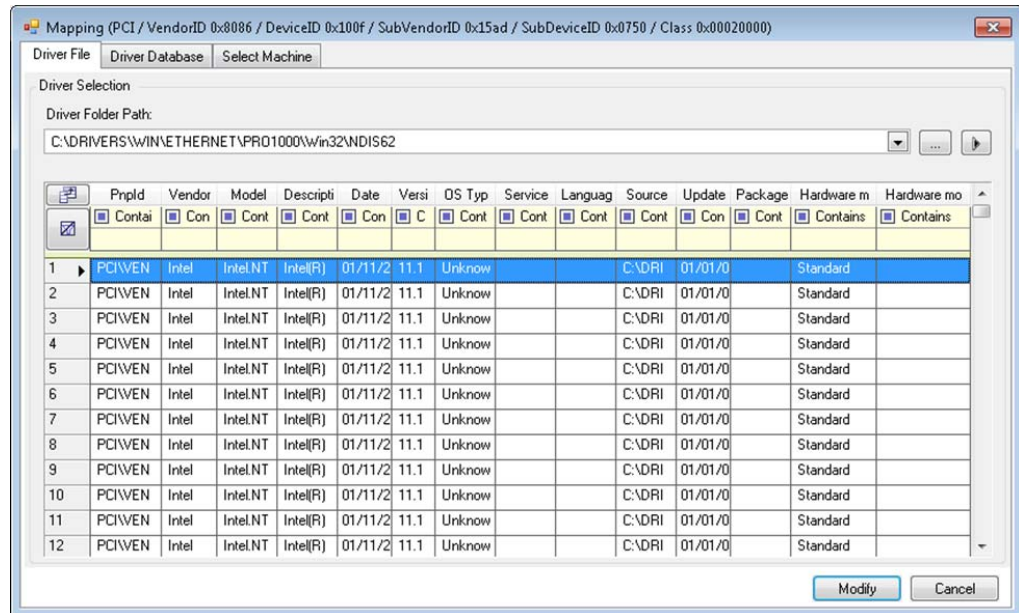 Mapping (PCI / VendorID 0x8086 / DeviceID 0x100f / SubVendorID 0x15ad / SubDeviceID 0x0750 / Class 0x00020000)
Driver File Driver Database Select Machine
Driver Selection
Driver Folder Path:
C:\DRIVERS\WIN\ETHERNET\PRO1000\Win32\NDIS62 ...
PnpId Vendor Model Descripti Date Versi OS Typ Service Languag Source Update Package Hardware m Hardware mo
Contai Con Cont Cont Con C Cont Cont Cont Cont Con Cont Contains Contains
1 PCI\VEN Intel Intel.NT Intel(R) 01/11/2 11.1 Unknow C:\DRI 01/01/0 Standard
2 PCI\VEN Intel Intel.NT Intel(R) 01/11/2 11.1 Unknow C:\DRI 01/01/0 Standard
3 PCI\VEN Intel Intel.NT Intel(R) 01/11/2 11.1 Unknow C:\DRI 01/01/0 Standard
4 PCI\VEN Intel Intel.NT Intel(R) 01/11/2 11.1 Unknow C:\DRI 01/01/0 Standard
5 PCI\VEN Intel Intel.NT Intel(R) 01/11/2 11.1 Unknow C:\DRI 01/01/0 Standard
6 PCI\VEN Intel Intel.NT Intel(R) 01/11/2 11.1 Unknow C:\DRI 01/01/0 Standard
7 PCI\VEN Intel Intel.NT Intel(R) 01/11/2 11.1 Unknow C:\DRI 01/01/0 Standard
8 PCI\VEN Intel Intel.NT Intel(R) 01/11/2 11.1 Unknow C:\DRI 01/01/0 Standard
9 PCI\VEN Intel Intel.NT Intel(R) 01/11/2 11.1 Unknow C:\DRI 01/01/0 Standard
10 PCI\VEN Intel Intel.NT Intel(R) 01/11/2 11.1 Unknow C:\DRI 01/01/0 Standard
11 PCI\VEN Intel Intel.NT Intel(R) 01/11/2 11.1 Unknow C:\DRI 01/01/0 Standard
12 PCI\VEN Intel Intel.NT Intel(R) 01/11/2 11.1 Unknow C:\DRI 01/01/0 Standard
Modify Cancel